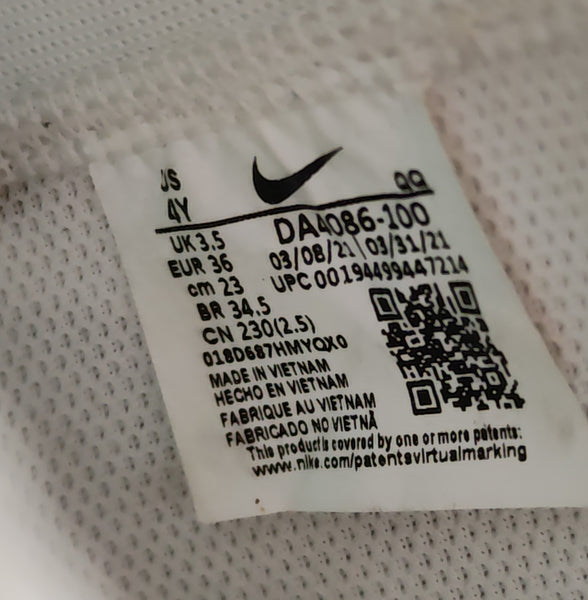 US QQ
4Y
UK 3.5 DA4086-100
EUR 36 03/08/21 03/31/21
cm 23 UPC 00194499447214
BR 34.5
CN 230(2.5)
018D687HMYQX0
MADE IN VIETNAM
HECHO EN VIETNAM
FABRIQUE AU VIETNAM
FABRICADO NO VIETNÃ
This product is covered by one or more patents:
www.nike.com/patentsvirtualmarking